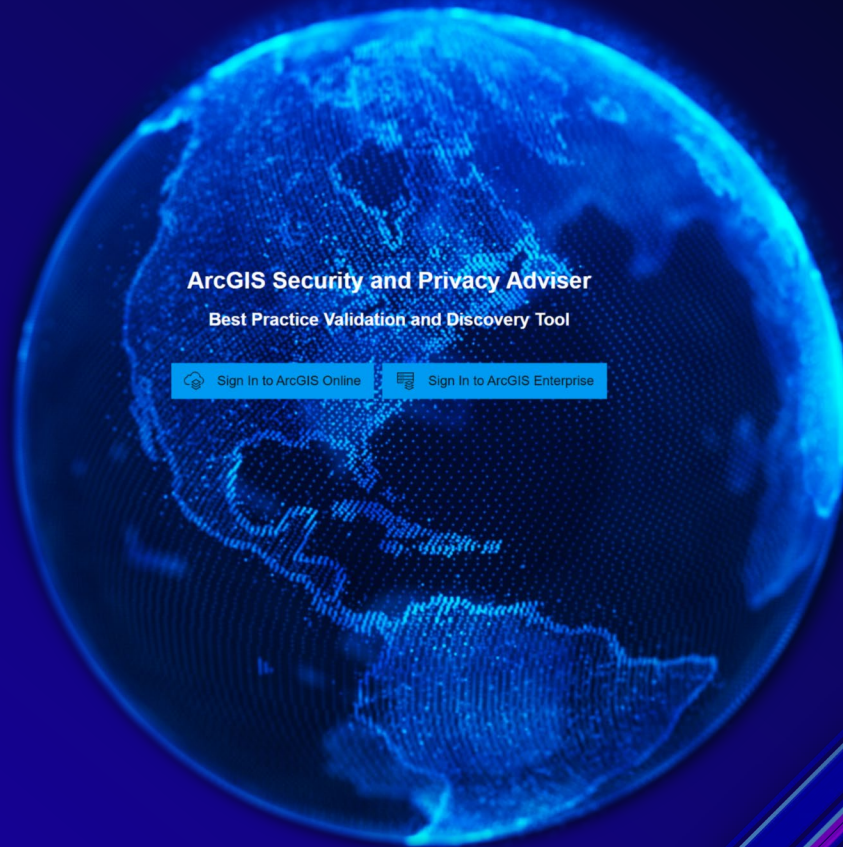 ArcGIS Security and Privacy Adviser
Best Practice Validation and Discovery Tool
Sign In to ArcGIS Online
Sign In to ArcGIS Enterprise